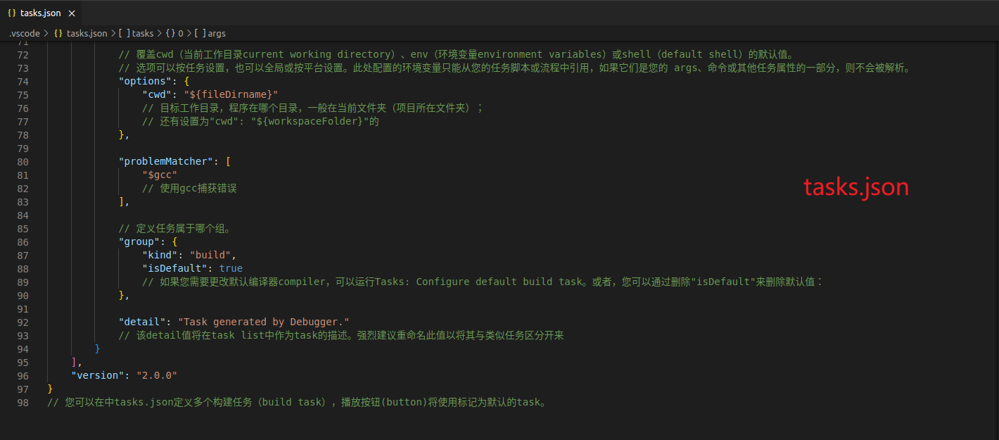 {} tasks.json ×
.vscode > {} tasks.json > [ ] tasks > {} 0 > [ ] args
71
72 // 覆盖cwd（当前工作目录current working directory）、env（环境变量environment variables）或shell（default shell）的默认值。
73 // 选项可以按任务设置，也可以全局或按平台设置。此处配置的环境变量只能从您的任务脚本或流程中引用，如果它们是您的 args、命令或其他任务属性的一部分，则不会被解析。
74 "options": {
75 "cwd": "${fileDirname}"
76 // 目标工作目录，程序在哪个目录，一般在当前文件夹（项目所在文件夹）；
77 // 还有设置为"cwd": "${workspaceFolder}"的
78 },
79
80 "problemMatcher": [
81 "$gcc"
82 // 使用gcc捕获错误
83 ],
84
85 // 定义任务属于哪个组。
86 "group": {
87 "kind": "build",
88 "isDefault": true
89 // 如果您需要更改默认编译器compiler，可以运行Tasks: Configure default build task。或者，您可以通过删除"isDefault"来删除默认值：
90 },
91
92 "detail": "Task generated by Debugger."
93 // 该detail值将在task list中作为task的描述。强烈建议重命名此值以将其与类似任务区分开来
94 }
95 ],
96 "version": "2.0.0"
97 }
98 // 您可以在中tasks.json定义多个构建任务（build task），播放按钮(button)将使用标记为默认的task。
tasks.json